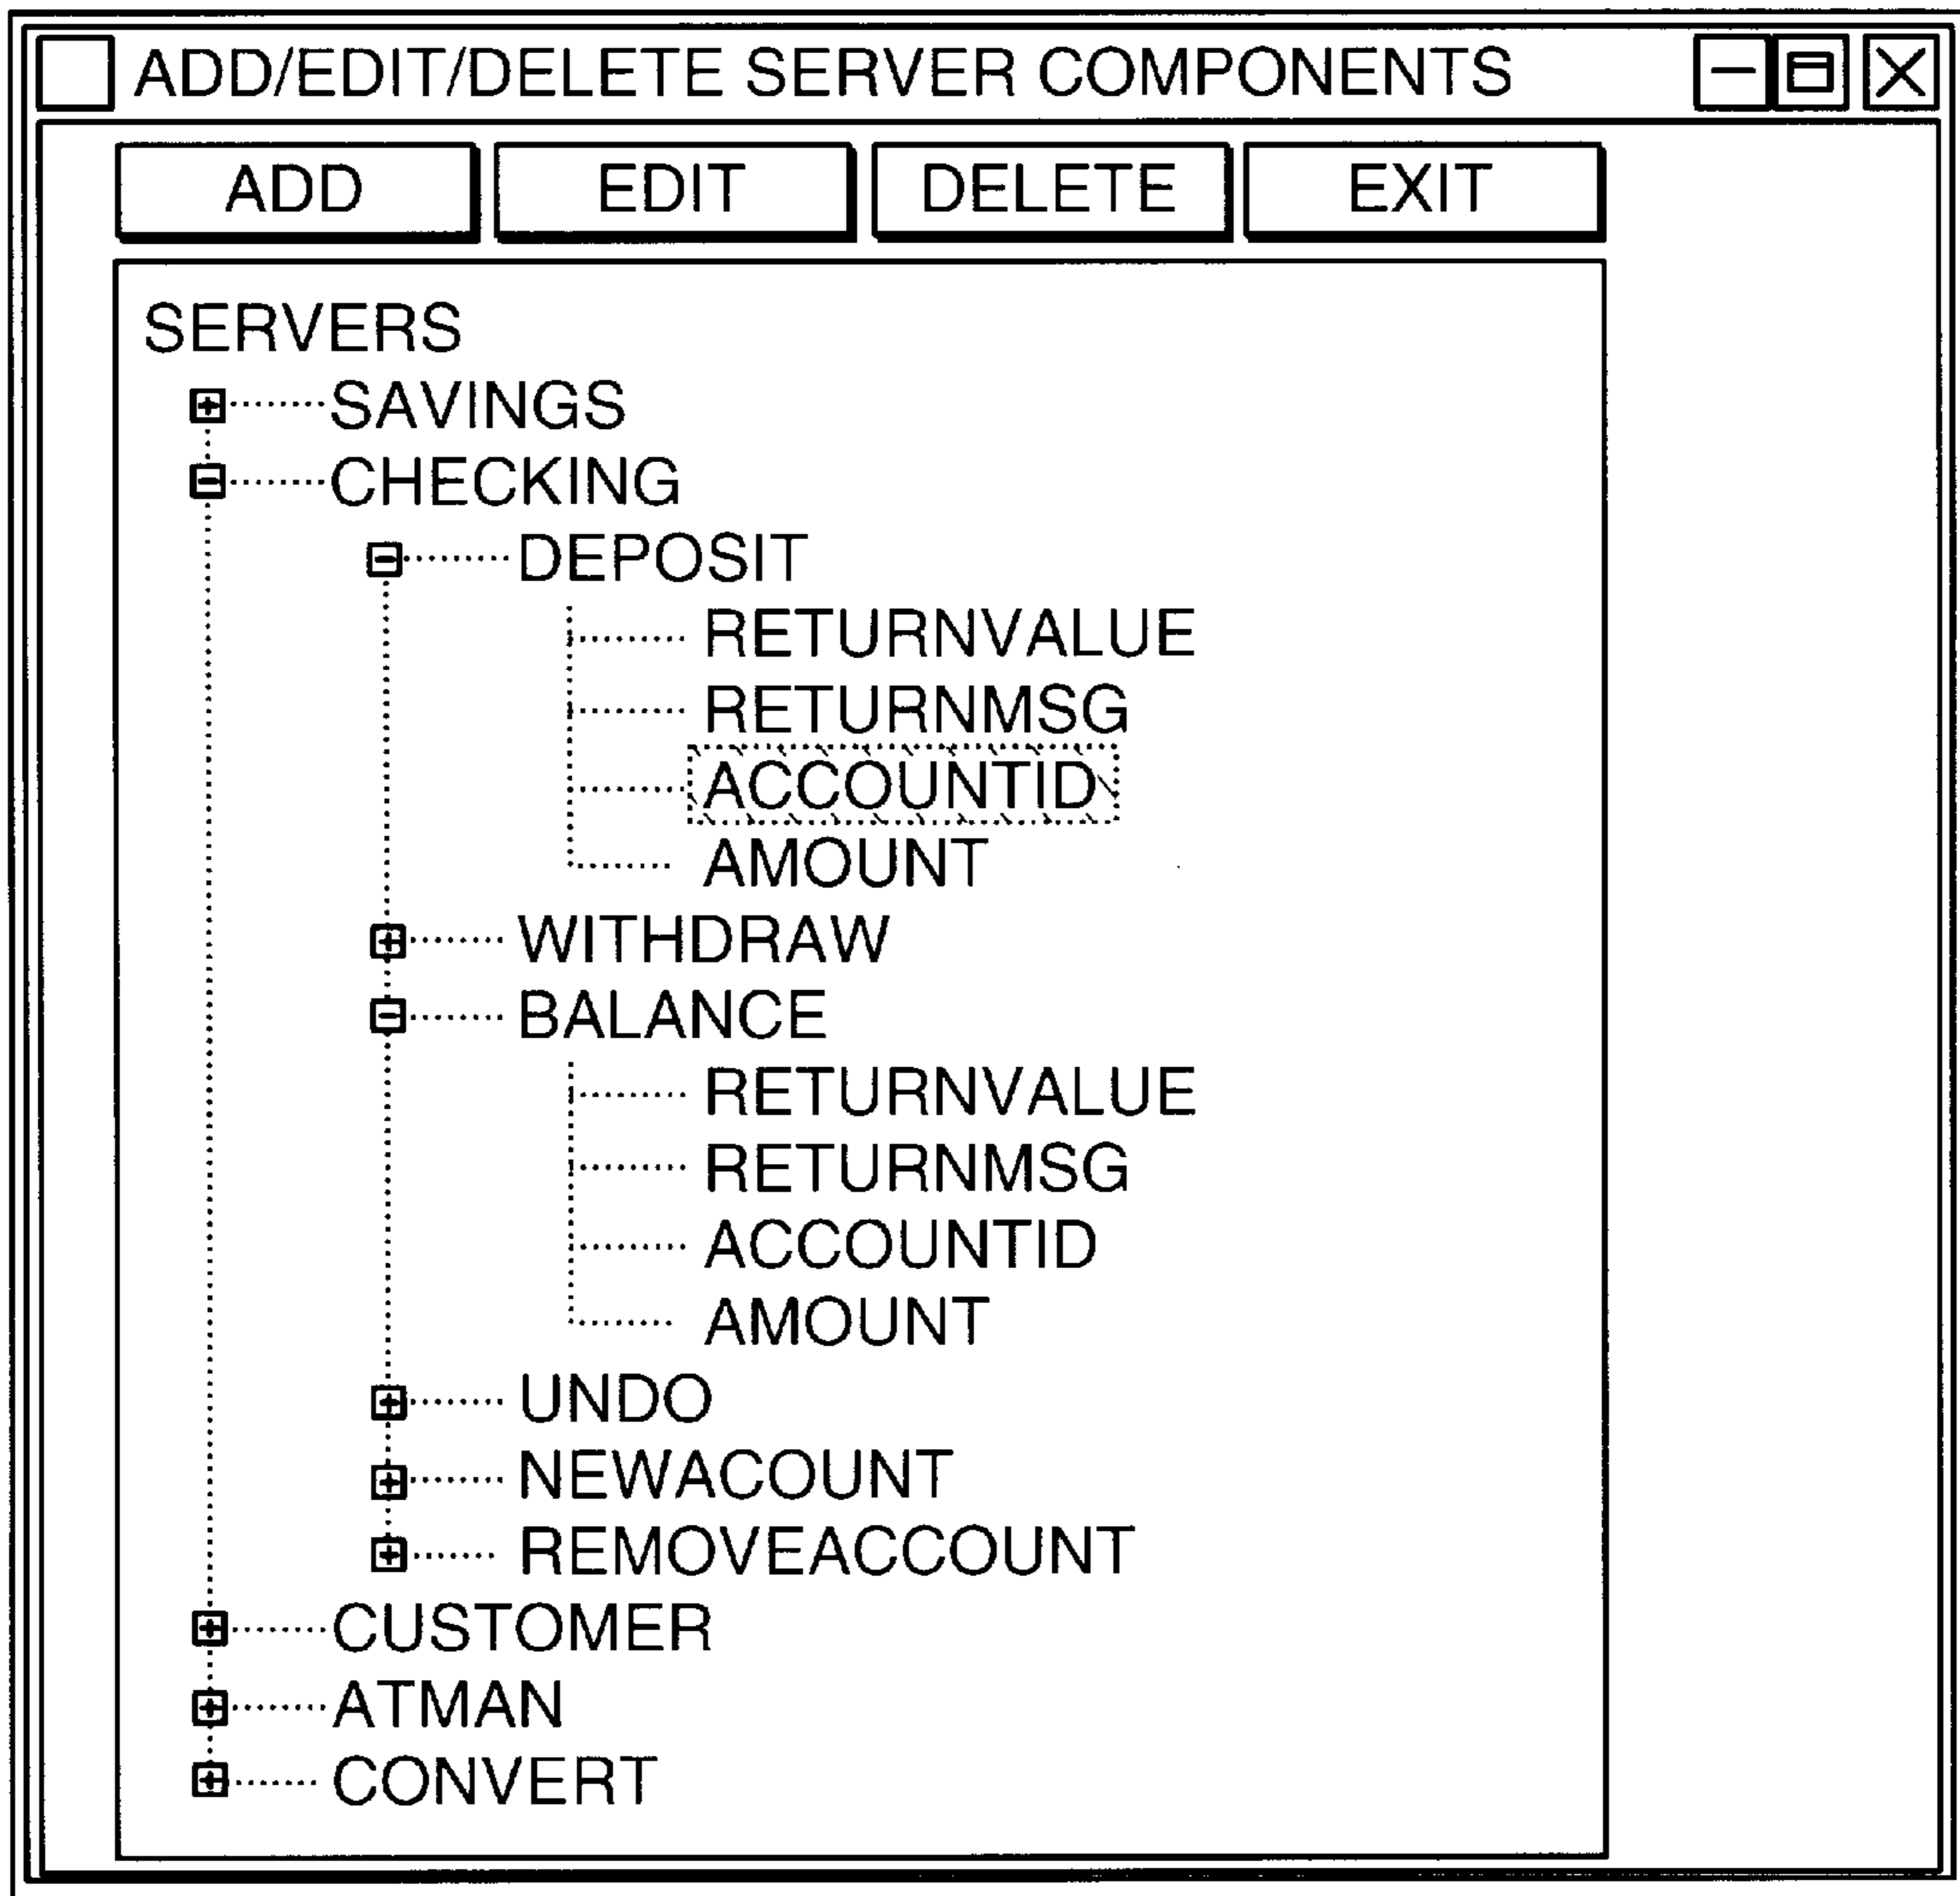 ADD/EDIT/DELETE SERVER COMPONENTS
ADD EDIT DELETE EXIT
SERVERS
SAVINGS
CHECKING
DEPOSIT
RETURNVALUE
RETURNMSG
ACCOUNTID
AMOUNT
WITHDRAW
BALANCE
RETURNVALUE
RETURNMSG
ACCOUNTID
AMOUNT
UNDO
NEWACOUNT
REMOVEACCOUNT
CUSTOMER
ATMAN
CONVERT